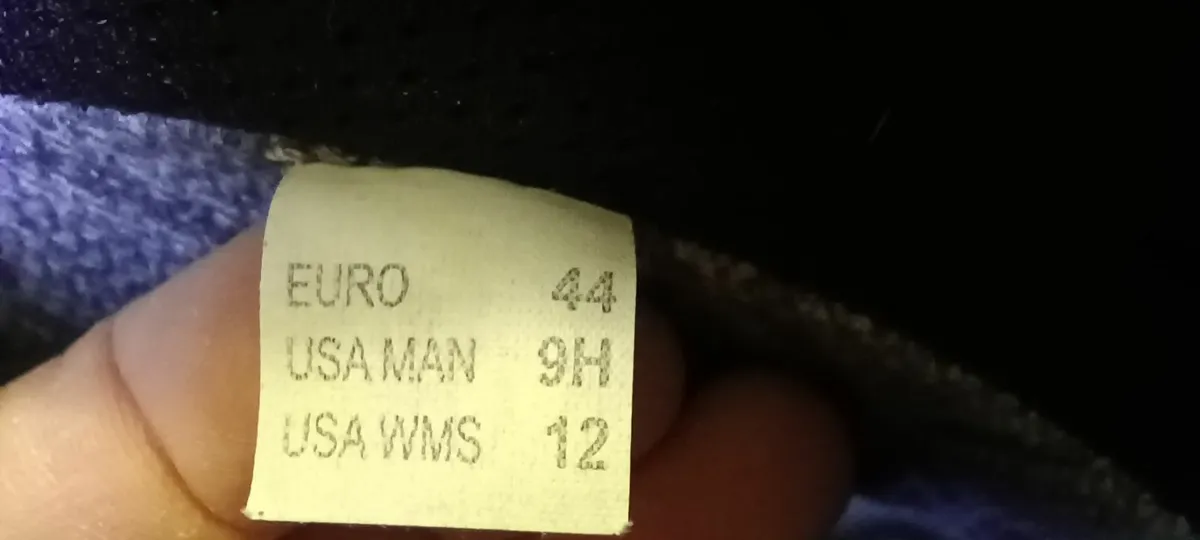 EURO 44
USA MAN 9H
USA WMS 12